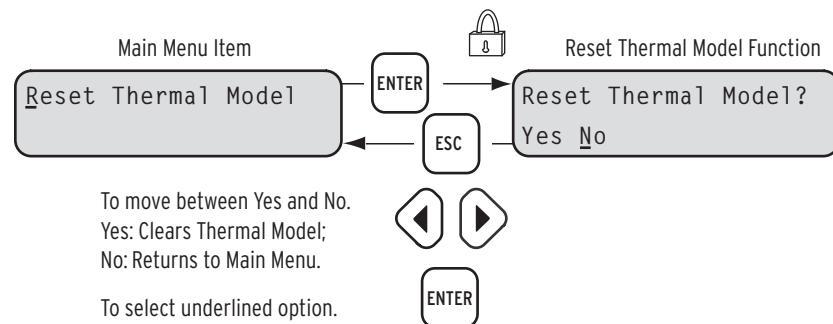 Main Menu Item
Reset Thermal Model Function
Reset Thermal Model
ENTER
Reset Thermal Model?
Yes No
ESC
To move between Yes and No.
Yes: Clears Thermal Model;
No: Returns to Main Menu.
To select underlined option.
ENTER